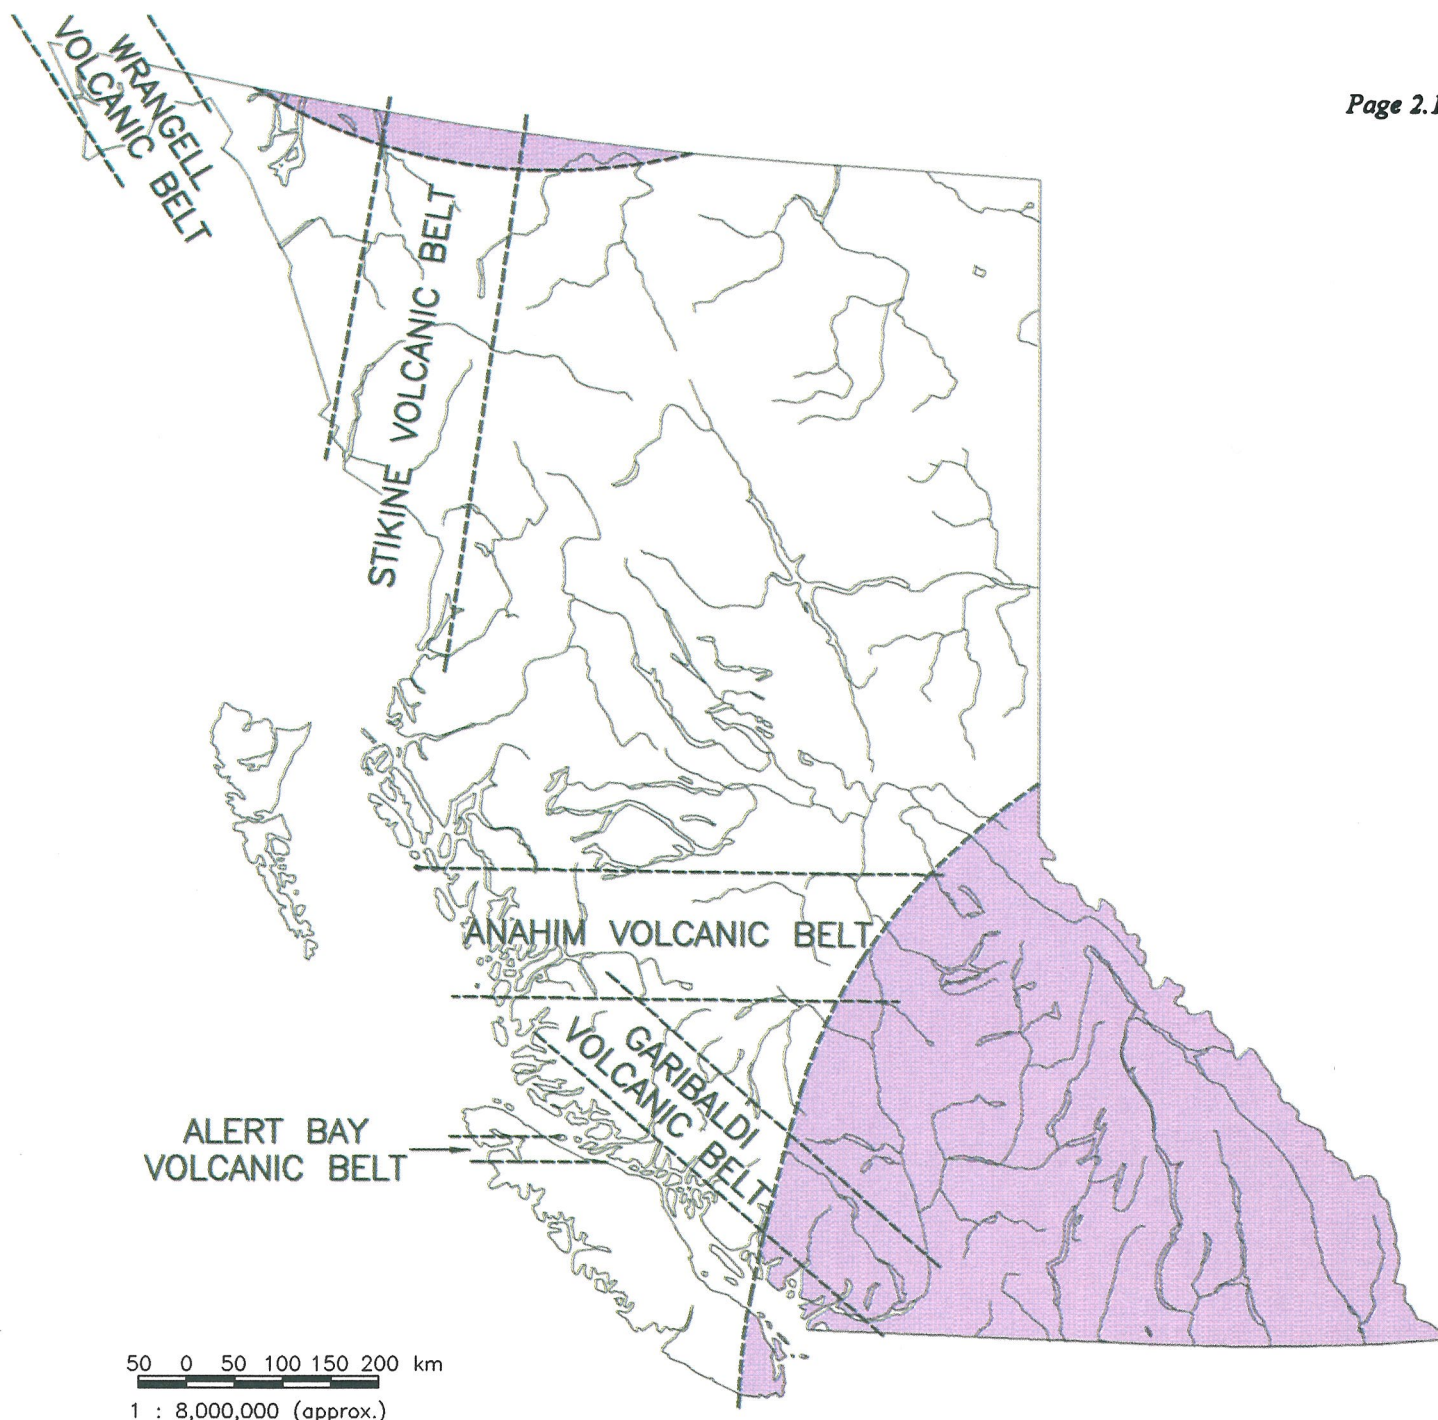 Page 2.1
WRANGELL
VOLCANIC BELT
STIKINE VOLCANIC BELT
ANAHIM VOLCANIC BELT
GARIBALDI
VOLCANIC BELT
ALERT BAY
VOLCANIC BELT
50 0 50 100 150 200 km
1 : 8,000,000 (approx.)